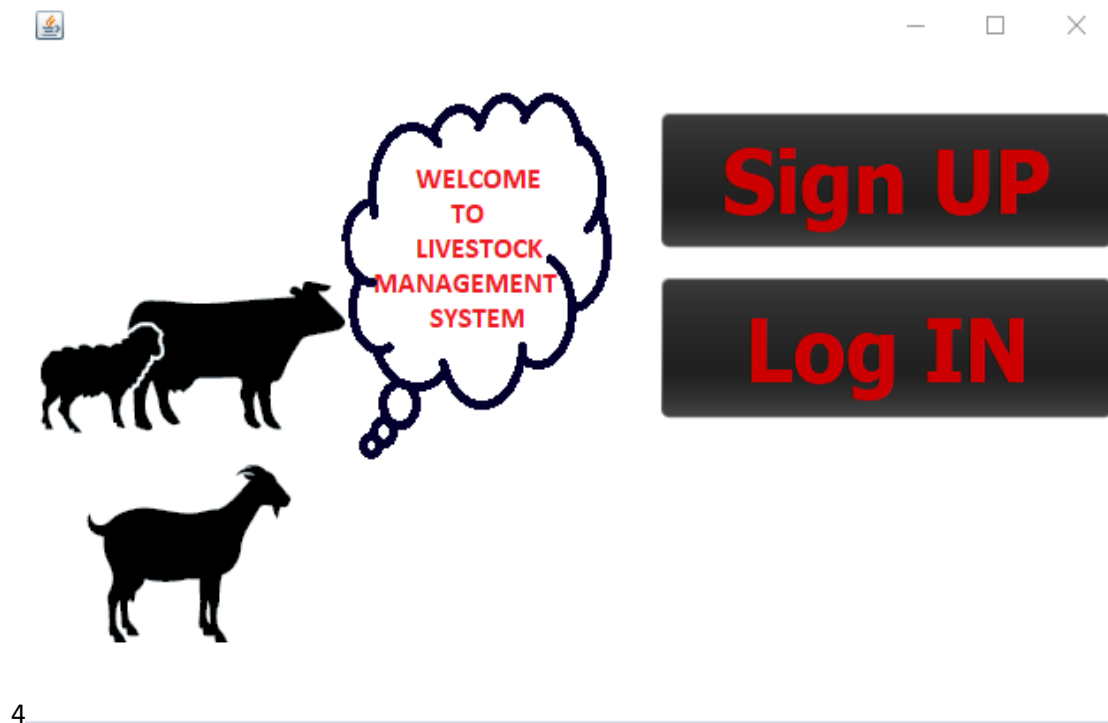 WELCOME
TO
LIVESTOCK
MANAGEMENT
SYSTEM
Sign UP
Log IN
4